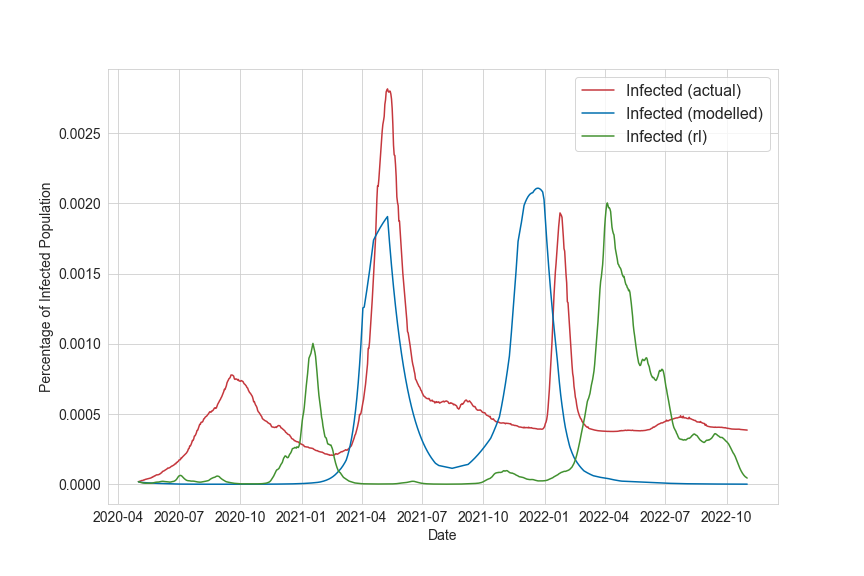 Infected (actual)
Infected (modelled)
Infected (rl)
Percentage of Infected Population
0.0025
0.0020
0.0015
0.0010
0.0005
0.0000
2020-04 2020-07 2020-10 2021-01 2021-04 2021-07 2021-10 2022-01 2022-04 2022-07 2022-10
Date